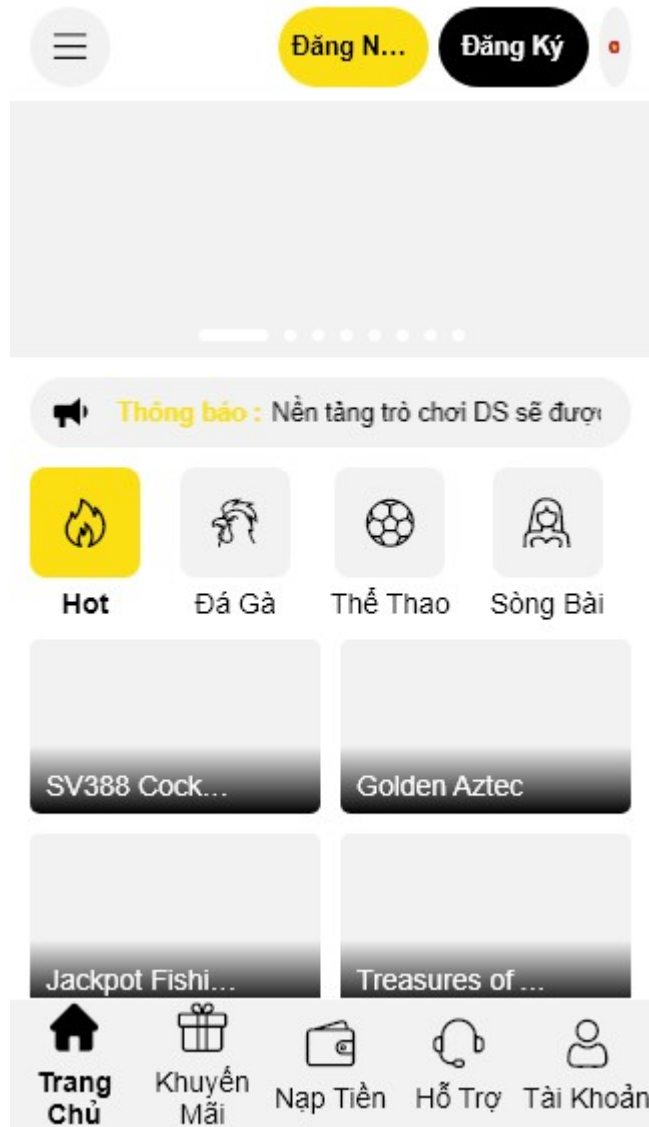 Đăng N...
Đăng Ký
Thông báo : Nền tảng trò chơi DS sẽ được
Hot
Đá Gà
Thể Thao
Sòng Bài
SV388 Cock...
Golden Aztec
Jackpot Fishi...
Treasures of ...
Trang Chủ
Khuyến Mãi
Nạp Tiền
Hỗ Trợ
Tài Khoản